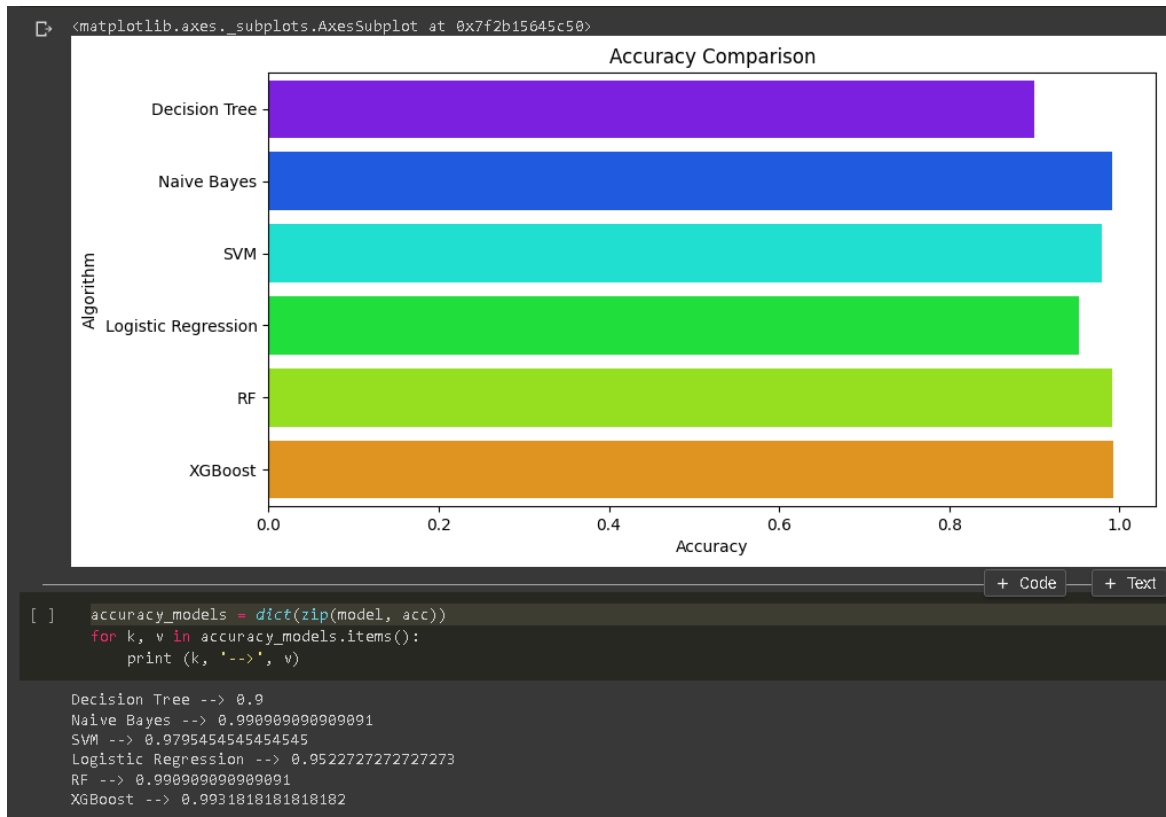 <matplotlib.axes._subplots.AxesSubplot at 0x7f2b15645c50>
Accuracy Comparison
Decision Tree
Naive Bayes
SVM
Algorithm
Logistic Regression
RF
XGBoost
0.0 0.2 0.4 0.6 0.8 1.0
Accuracy
+ Code + Text
[ ] accuracy_models = dict(zip(model, acc))
for k, v in accuracy_models.items():
print (k, '-->', v)
Decision Tree --> 0.9
Naive Bayes --> 0.990909090909091
SVM --> 0.9795454545454545
Logistic Regression --> 0.9522727272727273
RF --> 0.990909090909091
XGBoost --> 0.9931818181818182